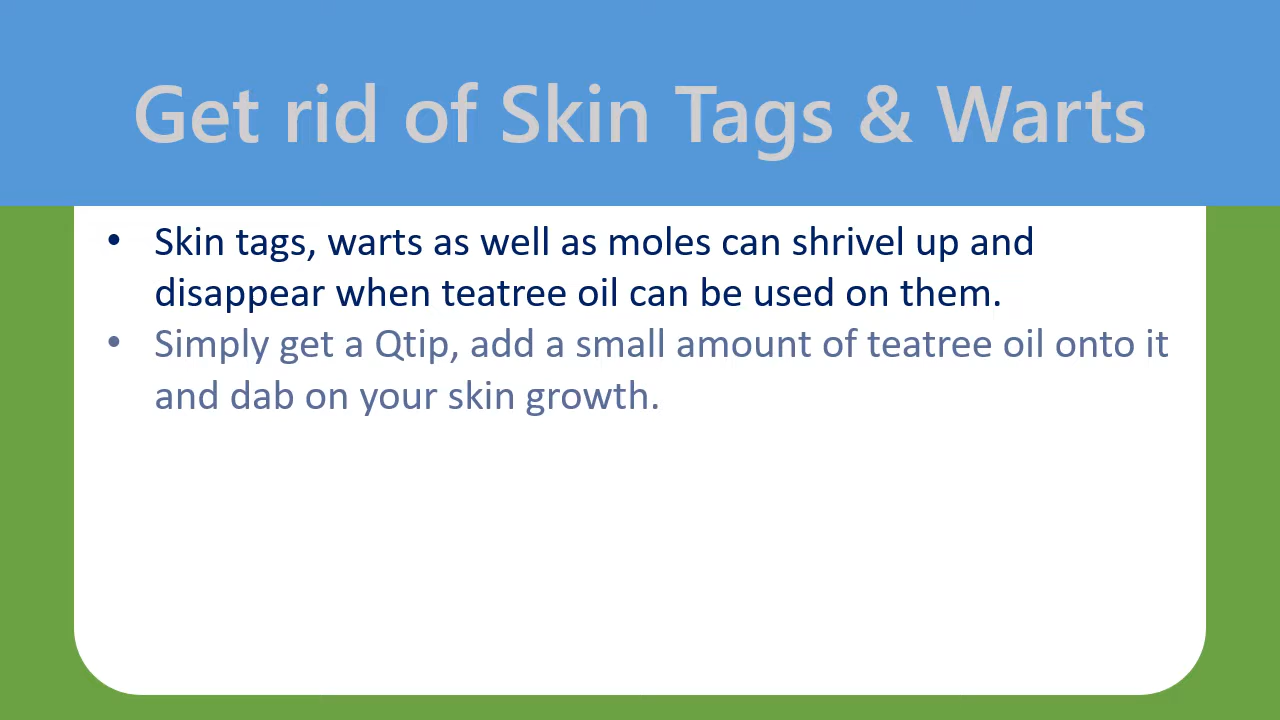 Get rid of Skin Tags & Warts
• Skin tags, warts as well as moles can shrivel up and
disappear when teatree oil can be used on them.
• Simply get a Qtip, add a small amount of teatree oil onto it
and dab on your skin growth.